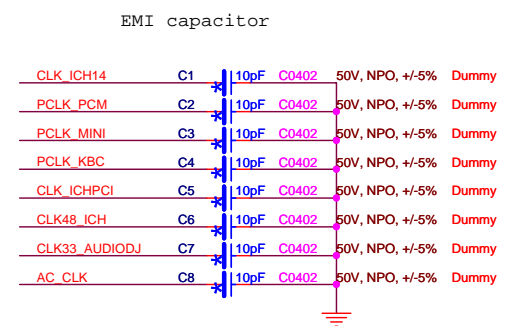 EMI capacitor
CLK_ICH14 C1 10pF C0402 50V, NPO, +/-5% Dummy
PCLK_PCM C2 10pF C0402 50V, NPO, +/-5% Dummy
PCLK_MINI C3 10pF C0402 50V, NPO, +/-5% Dummy
PCLK_KBC C4 10pF C0402 50V, NPO, +/-5% Dummy
CLK_ICHPCI C5 10pF C0402 50V, NPO, +/-5% Dummy
CLK48_ICH C6 10pF C0402 50V, NPO, +/-5% Dummy
CLK33_AUDIODJ C7 10pF C0402 50V, NPO, +/-5% Dummy
AC_CLK C8 10pF C0402 50V, NPO, +/-5% Dummy